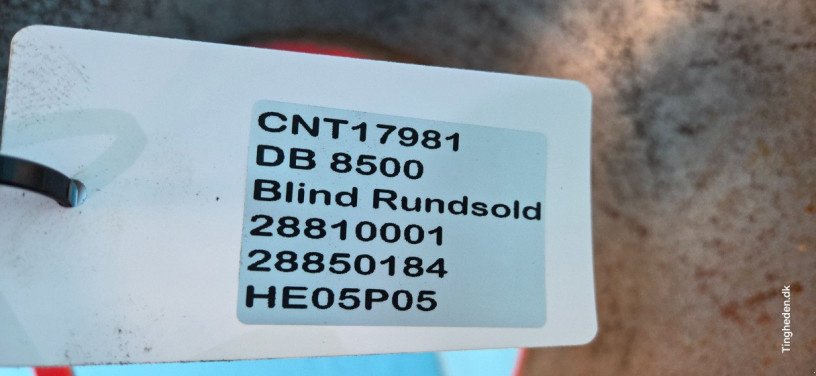 CNT17981
DB 8500
Blind Rundsold
28810001
28850184
HE05P05
Tingheden.dk